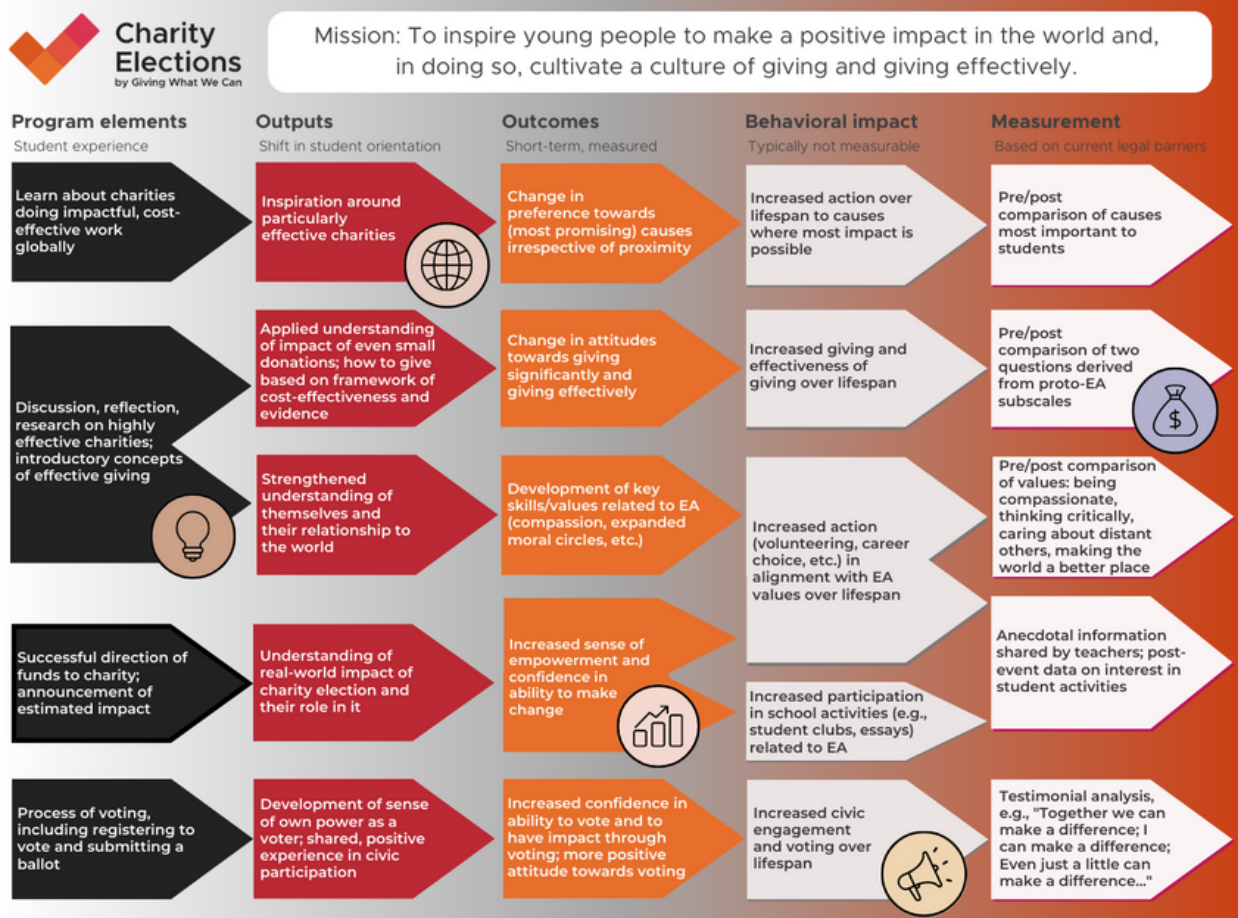 Charity
Elections
by Giving What We Can
Mission: To inspire young people to make a positive impact in the world and,
in doing so, cultivate a culture of giving and giving effectively.
Program elements
Student experience
Outputs
Shift in student orientation
Outcomes
Short-term, measured
Behavioral impact
Typically not measurable
Measurement
Based on current legal barriers
Learn about charities
doing impactful, cost-
effective work
globally
Inspiration around
particularly
effective charities
Change in
preference towards
(most promising) causes
irrespective of proximity
Increased action over
lifespan to causes
where most impact is
possible
Pre/post
comparison of causes
most important to
students
Discussion, reflection,
research on highly
effective charities;
introductory concepts
of effective giving
Applied understanding
of impact of even small
donations; how to give
based on framework of
cost-effectiveness and
evidence
Change in attitudes
towards giving
significantly and
giving effectively
Increased giving and
effectiveness of
giving over lifespan
Pre/post
comparison of two
questions derived
from proto-EA
subscales
$
Strengthened
understanding of
themselves and
their relationship to
the world
Development of key
skills/values related to EA
(compassion, expanded
moral circles, etc.)
Increased action
(volunteering, career
choice, etc.) in
alignment with EA
values over lifespan
Pre/post comparison
of values: being
compassionate,
thinking critically,
caring about distant
others, making the
world a better place
Successful direction of
funds to charity;
announcement of
estimated impact
Understanding of
real-world impact of
charity election and
their role in it
Increased sense of
empowerment and
confidence in
ability to make
change
Increased participation
in school activities (e.g.,
student clubs, essays)
related to EA
Anecdotal information
shared by teachers; post-
event data on interest in
student activities
Process of voting,
including registering to
vote and submitting a
ballot
Development of sense
of own power as a
voter; shared, positive
experience in civic
participation
Increased confidence in
ability to vote and to
have impact through
voting; more positive
attitude towards voting
Increased civic
engagement
and voting over
lifespan
Testimonial analysis,
e.g., "Together we can
make a difference; I
can make a difference;
Even just a little can
make a difference..."